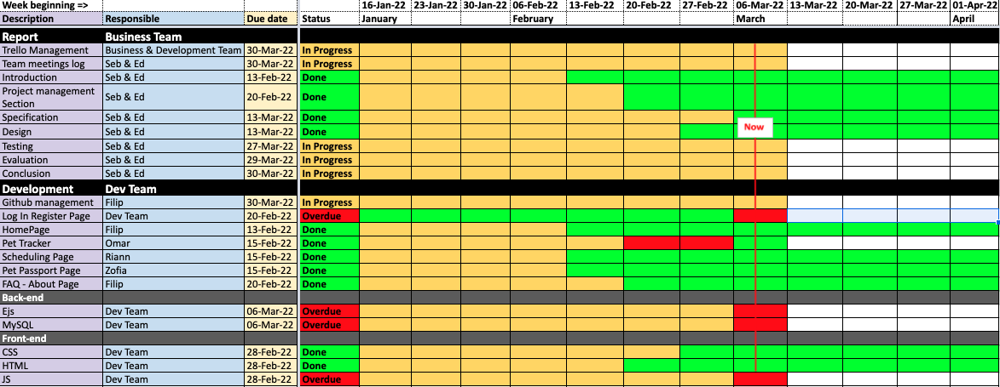 Week beginning => 16-Jan-22 23-Jan-22 30-Jan-22 06-Feb-22 13-Feb-22 20-Feb-22 27-Feb-22 06-Mar-22 13-Mar-22 20-Mar-22 27-Mar-22 01-Apr-22
Description Responsible Due date Status January February March April
Report Business Team
Trello Management Business & Development Team 30-Mar-22 In Progress
Team meetings log Seb & Ed 30-Mar-22 In Progress
Introduction Seb & Ed 13-Feb-22 Done
Project management
Section Seb & Ed 20-Feb-22 Done
Specification Seb & Ed 13-Mar-22 Done
Design Seb & Ed 13-Mar-22 Done Now
Testing Seb & Ed 27-Mar-22 In Progress
Evaluation Seb & Ed 29-Mar-22 In Progress
Conclusion Seb & Ed 30-Mar-22 In Progress
Development Dev Team
Github management Filip 30-Mar-22 In Progress
Log In Register Page Dev Team 20-Feb-22 Overdue
HomePage Filip 13-Feb-22 Done
Pet Tracker Omar 15-Feb-22 Done
Scheduling Page Riann 15-Feb-22 Done
Pet Passport Page Zofia 15-Feb-22 Done
FAQ - About Page Filip 20-Feb-22 Done
Back-end
Ejs Dev Team 06-Mar-22 Overdue
MySQL Dev Team 06-Mar-22 Overdue
Front-end
CSS Dev Team 28-Feb-22 Done
HTML Dev Team 28-Feb-22 Done
JS Dev Team 28-Feb-22 Overdue